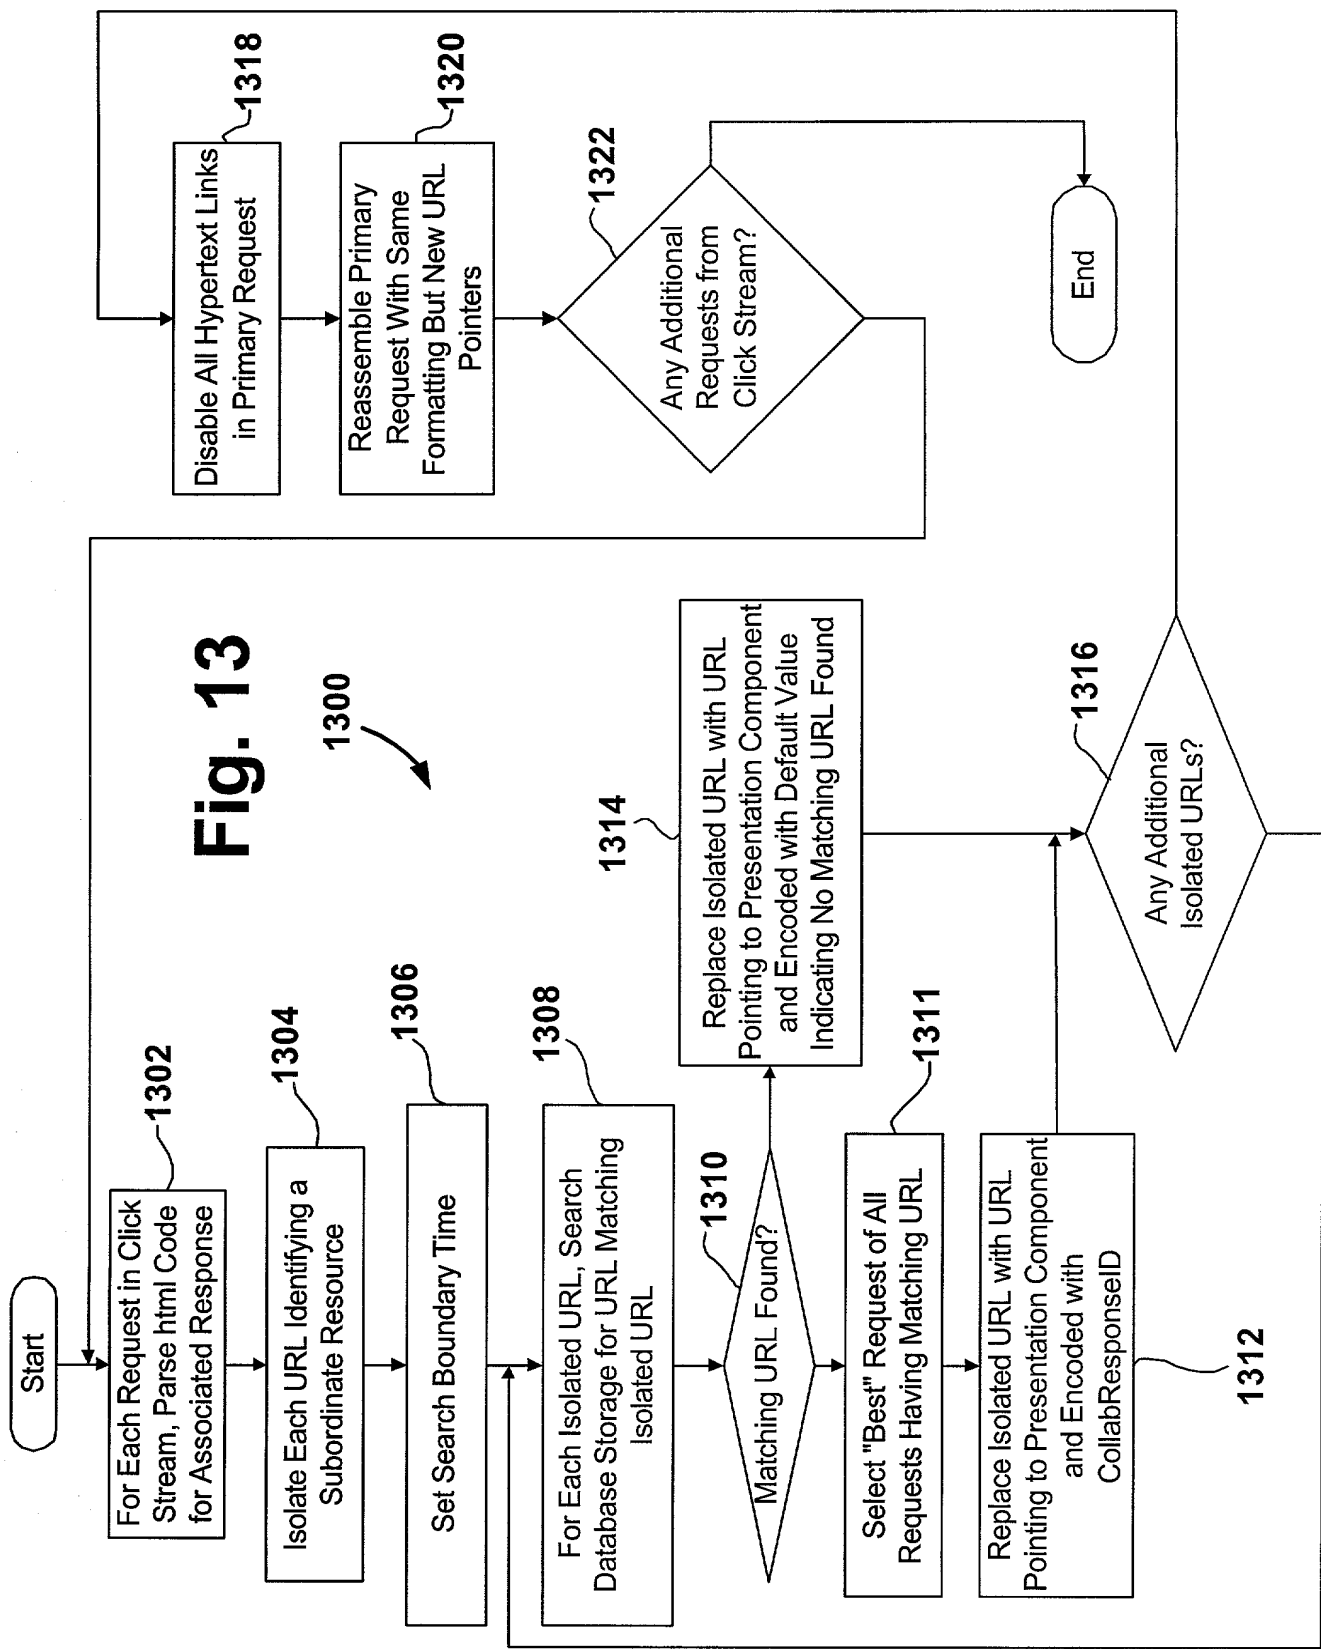 Fig. 13
1300
Start
For Each Request in Click
Stream, Parse html Code
for Associated Response
1302
Isolate Each URL Identifying a
Subordinate Resource
1304
Set Search Boundary Time
1306
For Each Isolated URL, Search
Database Storage for URL Matching
Isolated URL
1308
Matching URL Found?
1310
Select "Best" Request of All
Requests Having Matching URL
1311
Replace Isolated URL with URL
Pointing to Presentation Component
and Encoded with
CollabResponseID
1312
Replace Isolated URL with URL
Pointing to Presentation Component
and Encoded with Default Value
Indicating No Matching URL Found
1314
Any Additional
Isolated URLs?
1316
Disable All Hypertext Links
in Primary Request
1318
Reassemble Primary
Request With Same
Formatting But New URL
Pointers
1320
Any Additional
Requests from
Click Stream?
1322
End